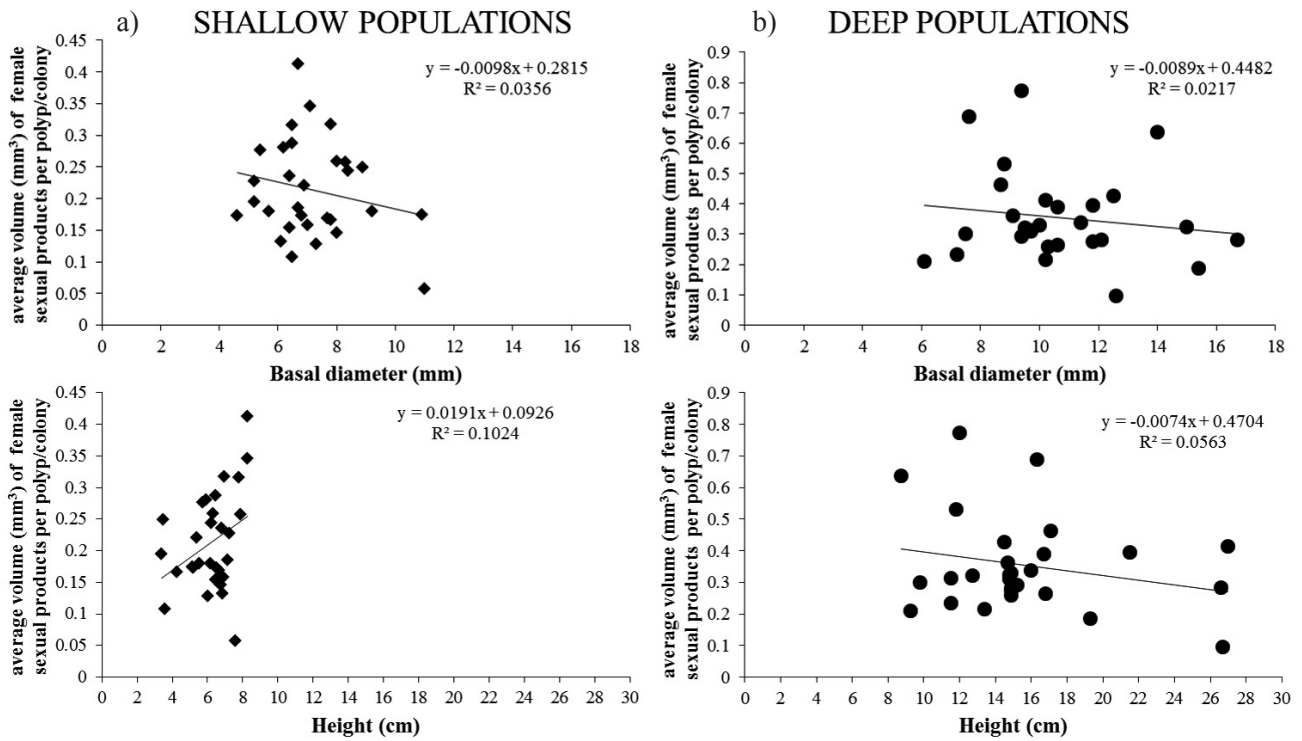 a) SHALLOW POPULATIONS
b) DEEP POPULATIONS
average volume (mm³) of female
sexual products per polyp/colony
0.45
0.4
0.35
0.3
0.25
0.2
0.15
0.1
0.05
0
y = -0.0098x + 0.2815
R² = 0.0356
0 2 4 6 8 10 12 14 16 18
Basal diameter (mm)
average volume (mm³) of female
sexual products per polyp/colony
0.9
0.8
0.7
0.6
0.5
0.4
0.3
0.2
0.1
0
y = -0.0089x + 0.4482
R² = 0.0217
0 2 4 6 8 10 12 14 16 18
Basal diameter (mm)
average volume (mm³) of female
sexual products per polyp/colony
0.45
0.4
0.35
0.3
0.25
0.2
0.15
0.1
0.05
0
y = 0.0191x + 0.0926
R² = 0.1024
0 2 4 6 8 10 12 14 16 18 20 22 24 26 28 30
Height (cm)
average volume (mm³) of female
sexual products per polyp/colony
0.9
0.8
0.7
0.6
0.5
0.4
0.3
0.2
0.1
0
y = -0.0074x + 0.4704
R² = 0.0563
0 2 4 6 8 10 12 14 16 18 20 22 24 26 28 30
Height (cm)